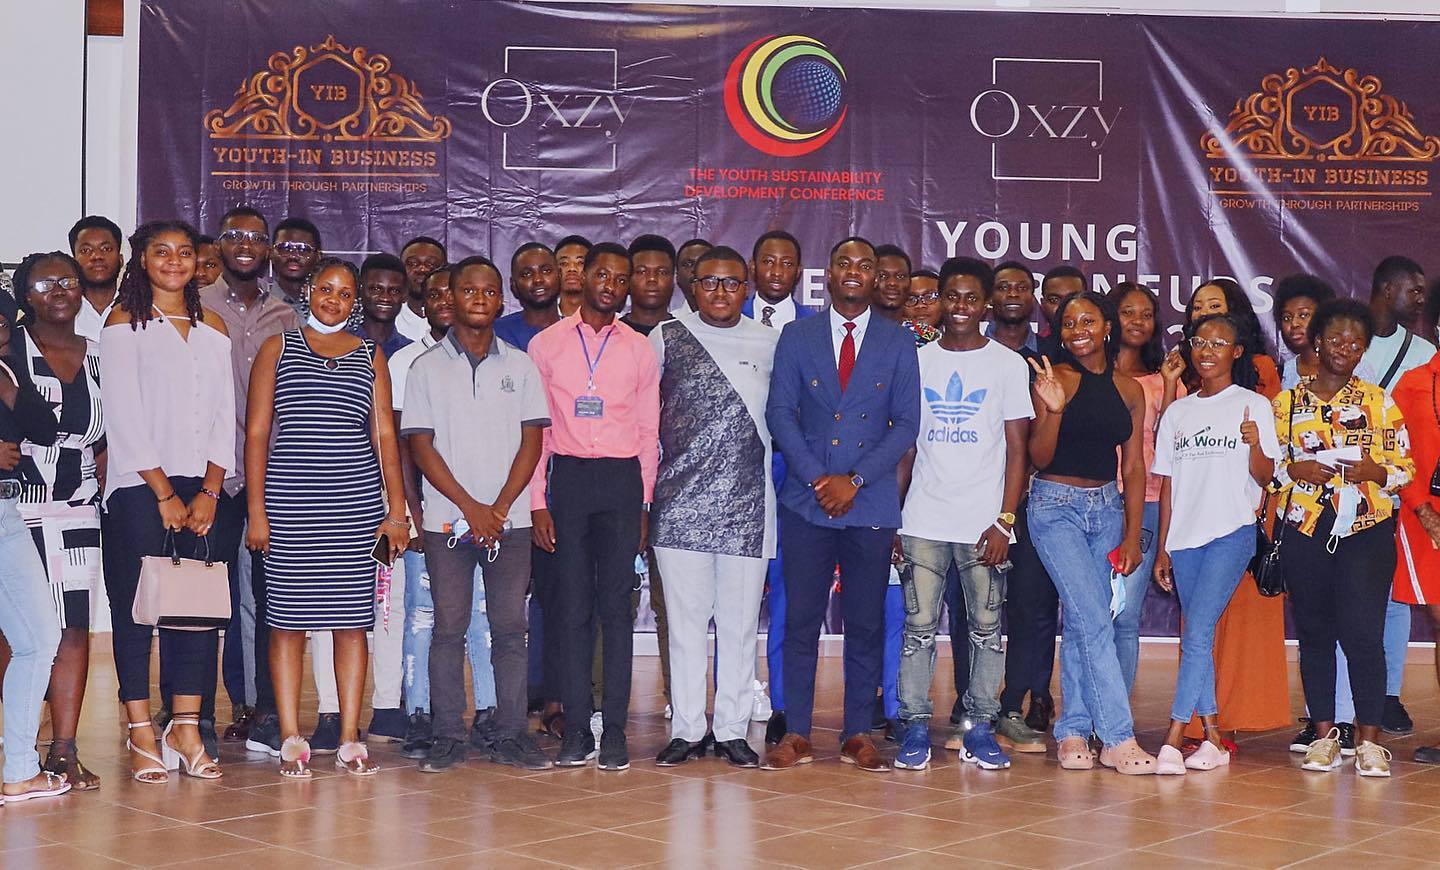 YIB
YOUTH-IN BUSINESS
GROWTH THROUGH PARTNERSHIPS
Oxzy
THE YOUTH SUSTAINABILITY
DEVELOPMENT CONFERENCE
Oxzy
YIB
YOUTH-IN BUSINESS
GROWTH THROUGH PARTNERSHIPS
YOUNG
adidas
World